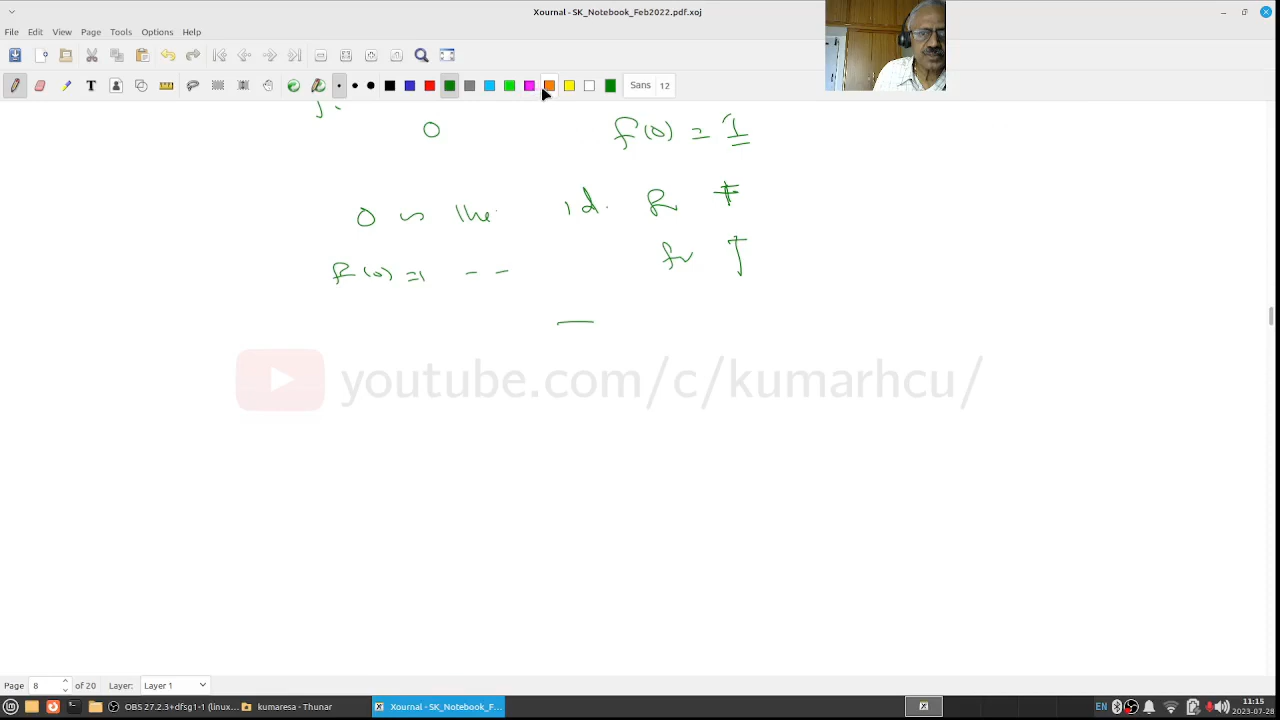 Xournal - SK_Notebook_Feb2022.pdf.xoj
File Edit View Page Tools Options Help
T Sans 12
0 f(0) = 1
0 is the id.
f(0) = 1 - - for
youtube.com/c/kumarhcu/
Page 8 of 20 Layer: Layer 1
OBS 27.2.3+dfsg1-1 (linux... kumaresa - Thunar Xournal - SK_Notebook_F... EN 11:15
2023-07-28